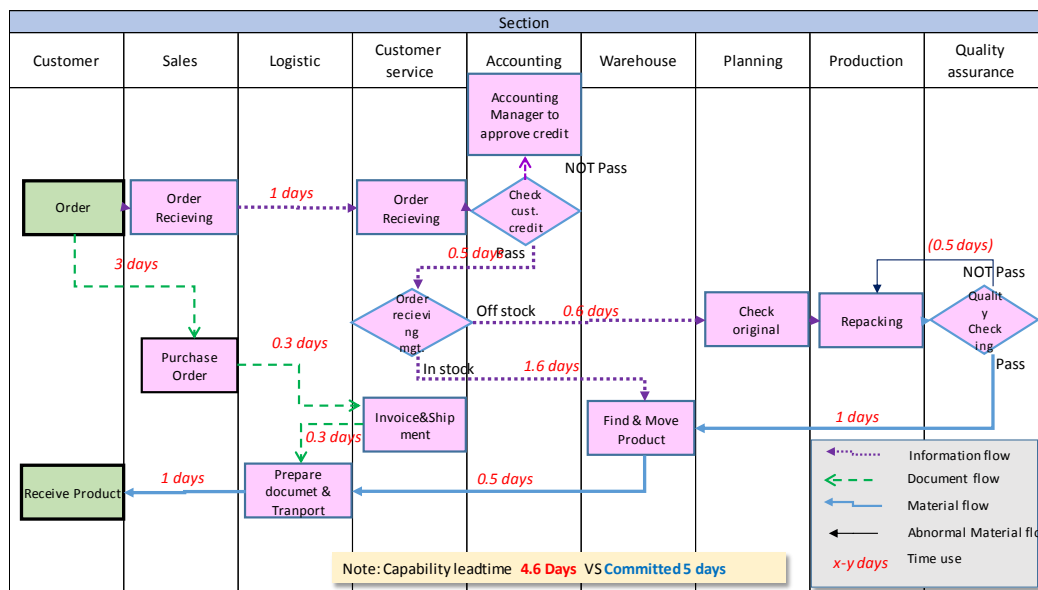 Section
Customer
Sales
Logistic
Customer
service
Accounting
Warehouse
Planning
Production
Quality
assurance
Accounting
Manager to
approve credit
NOT Pass
Order
Order
Recieving
1 days
Order
Recieving
Check
cust.
credit
Pass
0.5 days
(0.5 days)
NOT Pass
3 days
Order
recievi
ng
mgt.
Off stock
0.6 days
Check
original
Repacking
Qualit
y
Check
ing
Pass
Purchase
Order
0.3 days
In stock
1.6 days
Invoice&Ship
ment
0.3 days
Find & Move
Product
1 days
Receive Product
1 days
Prepare
documet &
Tranport
0.5 days
Information flow
Document flow
Material flow
Abnormal Material flo
x-y days
Time use
Note: Capability leadtime 4.6 Days VS Committed 5 days